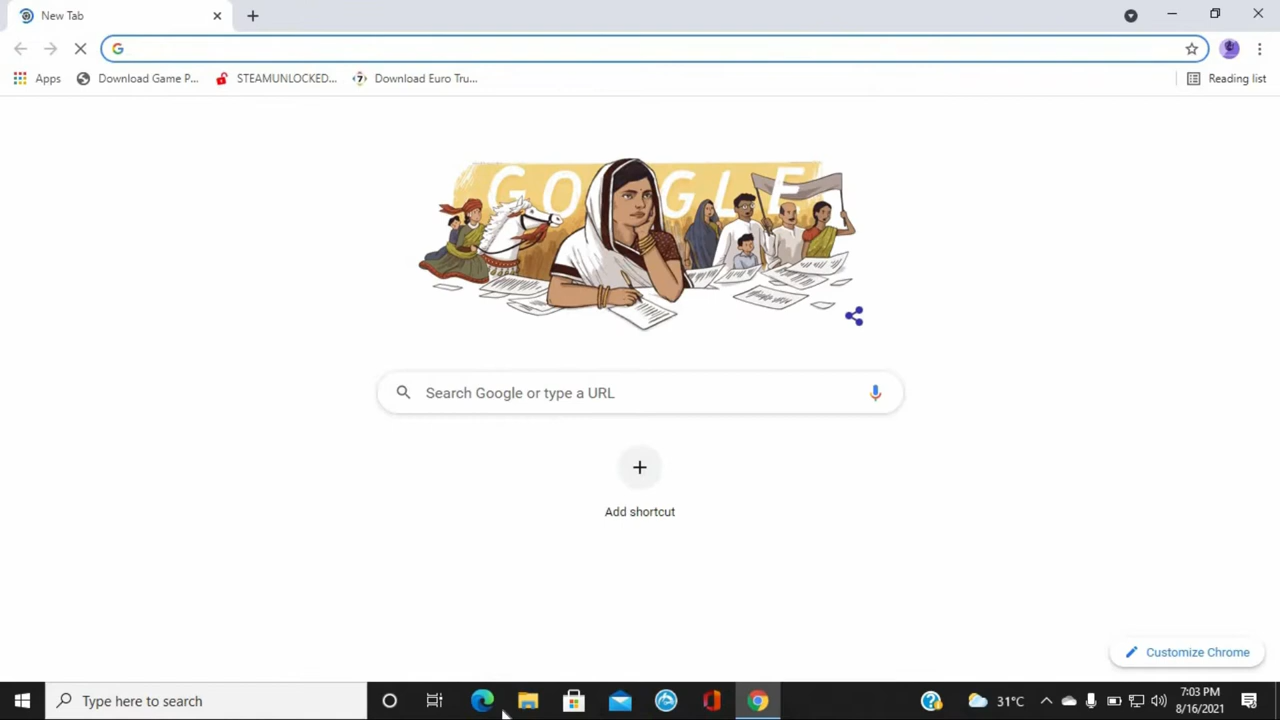 New Tab
Apps
Download Game P...
STEAMUNLOCKED...
Download Euro Tru...
Reading list
GOOGLE
Search Google or type a URL
Add shortcut
Customize Chrome
Type here to search
31°C
7:03 PM
8/16/2021